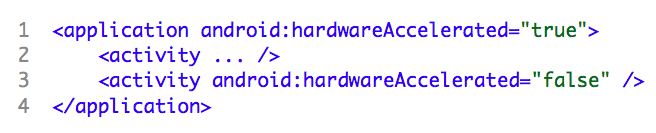 1 <application android:hardwareAccelerated="true">
2     <activity ... />
3     <activity android:hardwareAccelerated="false" />
4 </application>